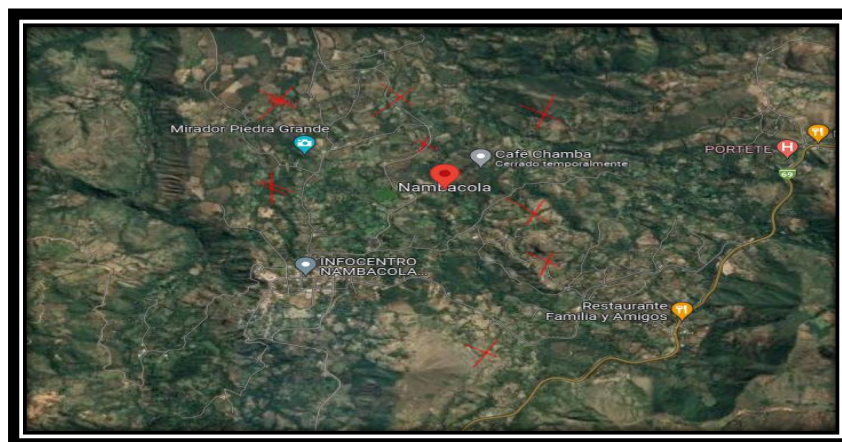 Mirador Piedra Grande
Café Chamba
Cerrado temporalmente
PORTETE
H
69
Nambacola
INFOCENTRO
NAMBACOLA...
Restaurante
Familia y Amigos